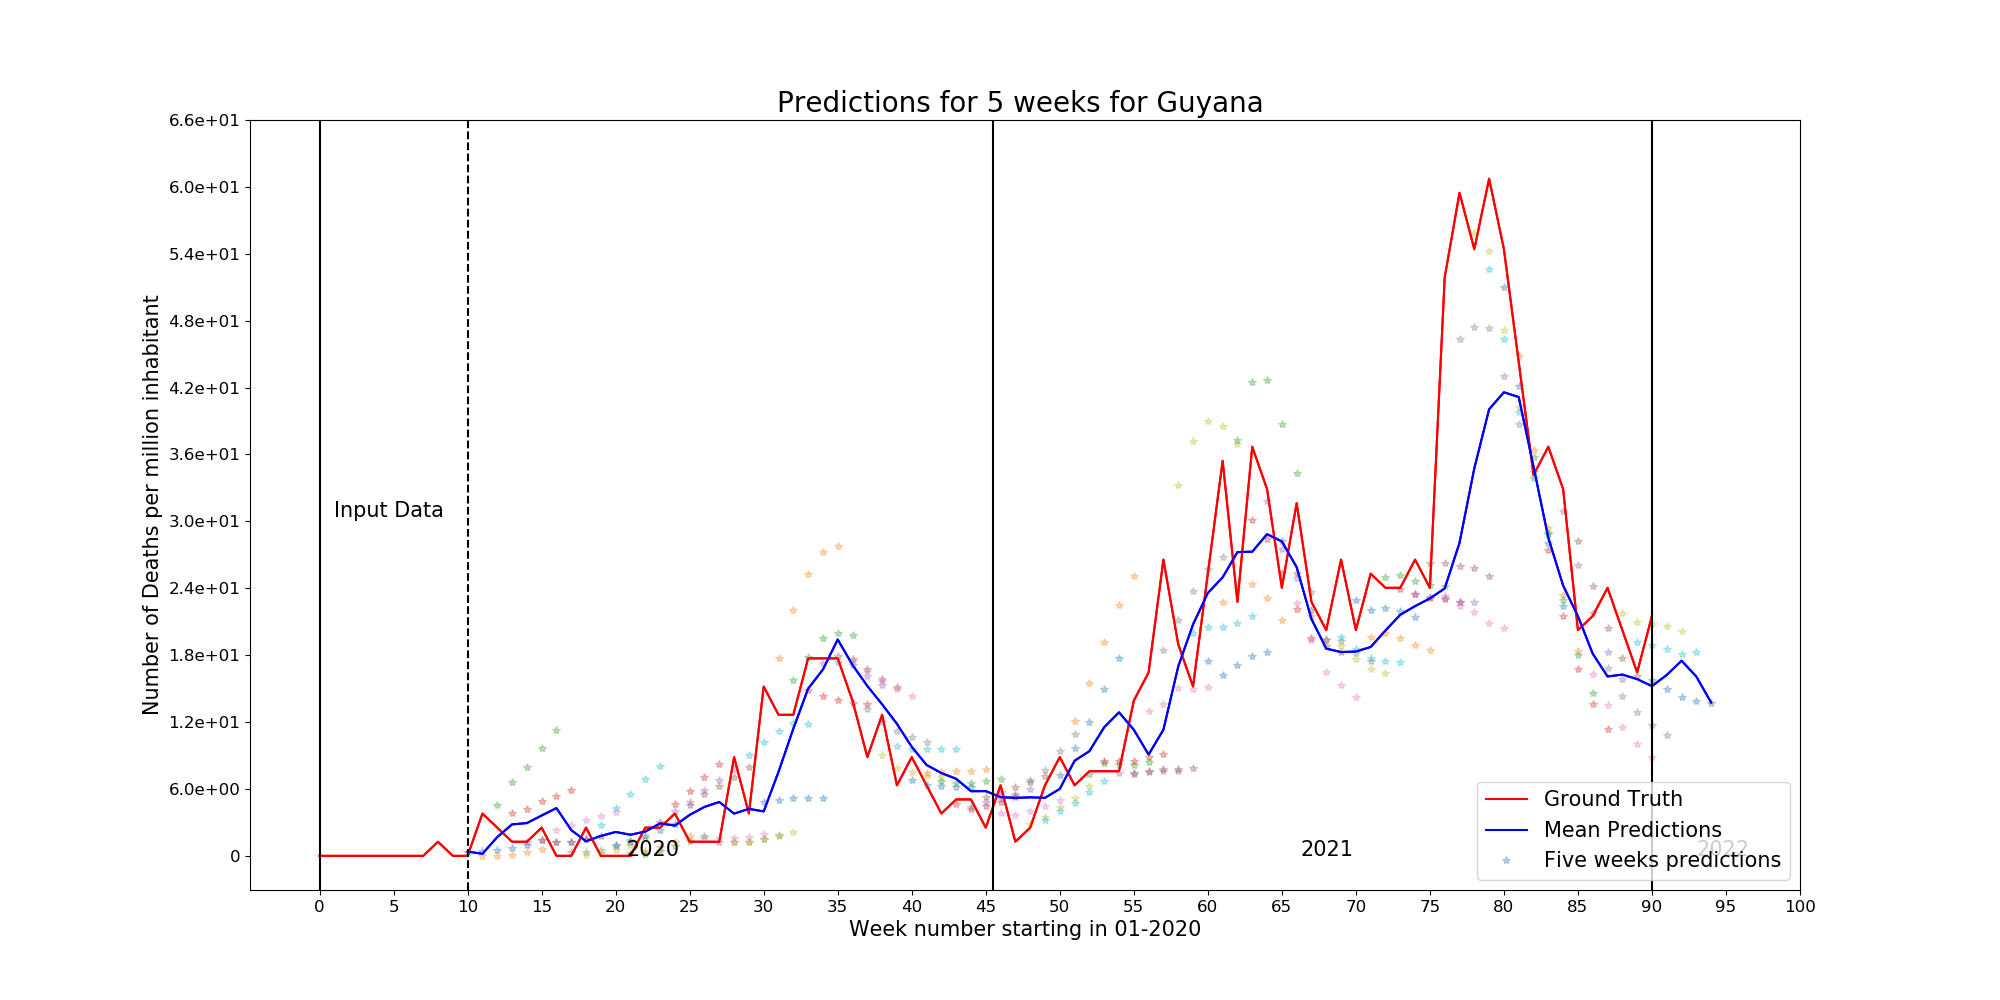 Predictions for 5 weeks for Guyana
Number of Deaths per million inhabitant
6.6e+01
6.0e+01
5.4e+01
4.8e+01
4.2e+01
3.6e+01
3.0e+01
2.4e+01
1.8e+01
1.2e+01
6.0e+00
0
Input Data
2020
2021
2022
Ground Truth
Mean Predictions
Five weeks predictions
0 5 10 15 20 25 30 35 40 45 50 55 60 65 70 75 80 85 90 95 100
Week number starting in 01-2020